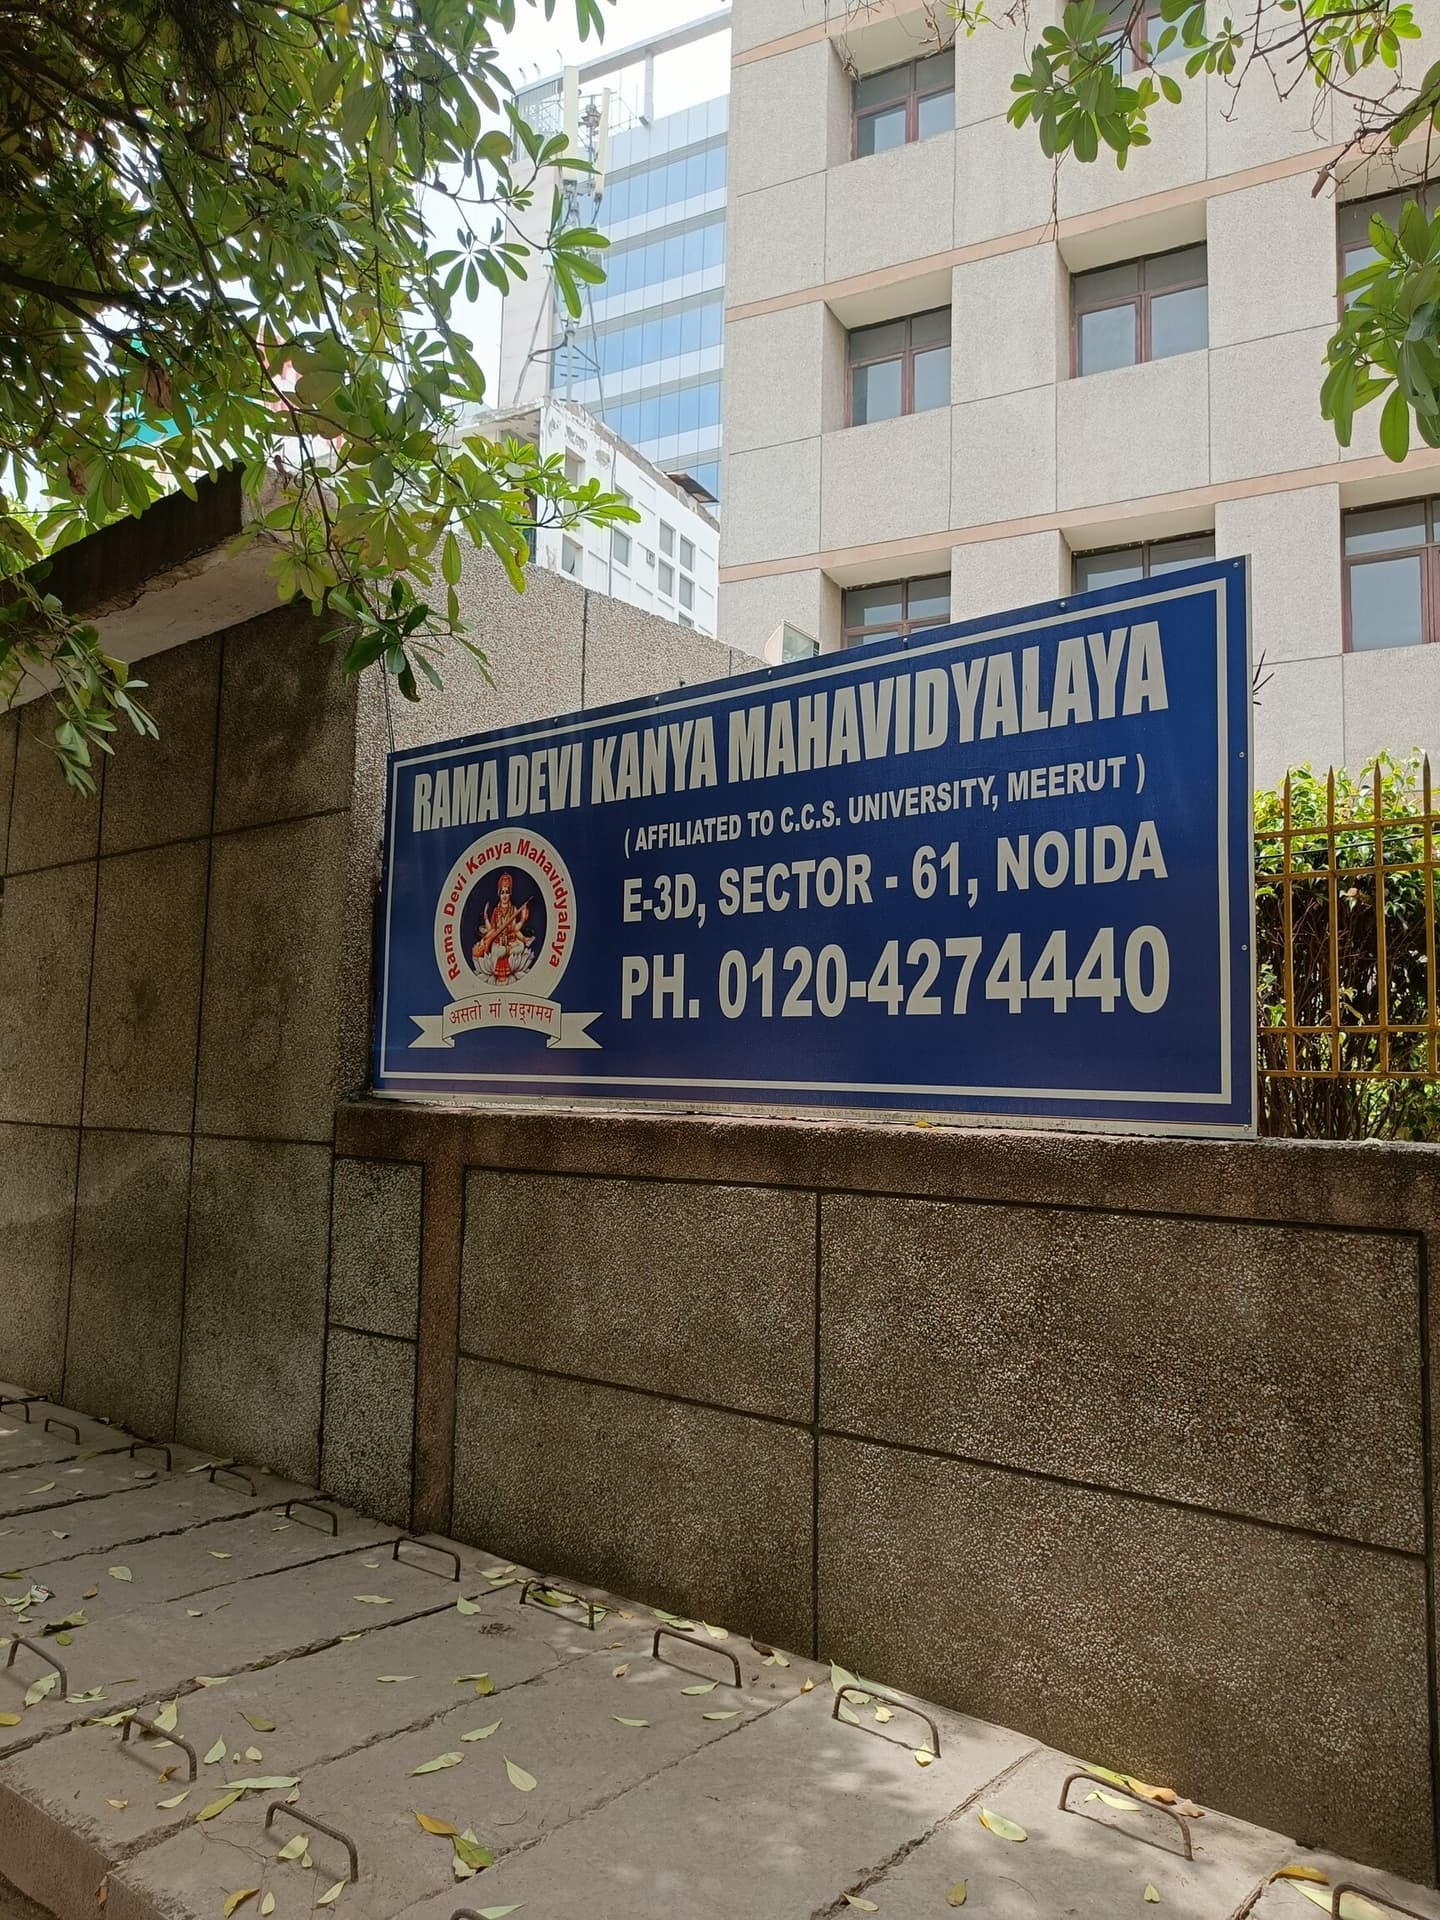 RAMA DEVI KANYA MAHAVIDYALAYA
( AFFILIATED TO C.C.S. UNIVERSITY, MEERUT )
E-3D, SECTOR - 61, NOIDA
PH. 0120-4274440
Rama Devi Kanya Mahavidyalaya
असतो मां सद्गमय